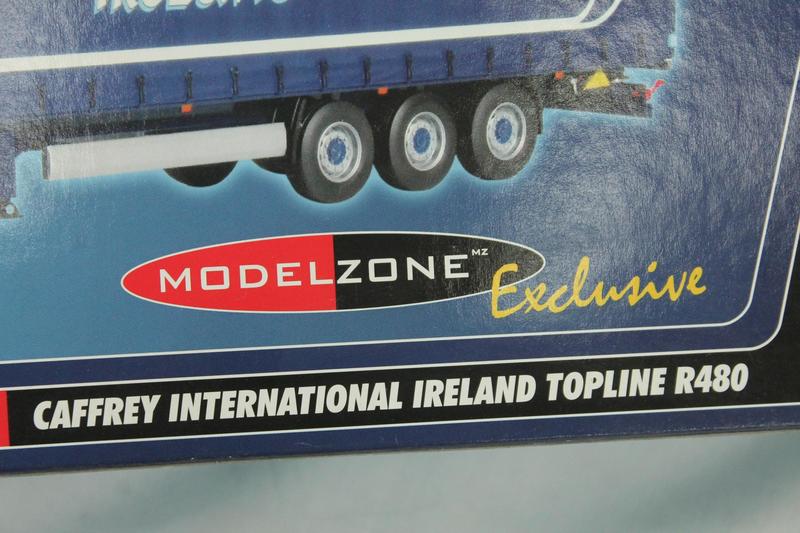 MODELZONE MZ
Exclusive
CAFFREY INTERNATIONAL IRELAND TOPLINE R480